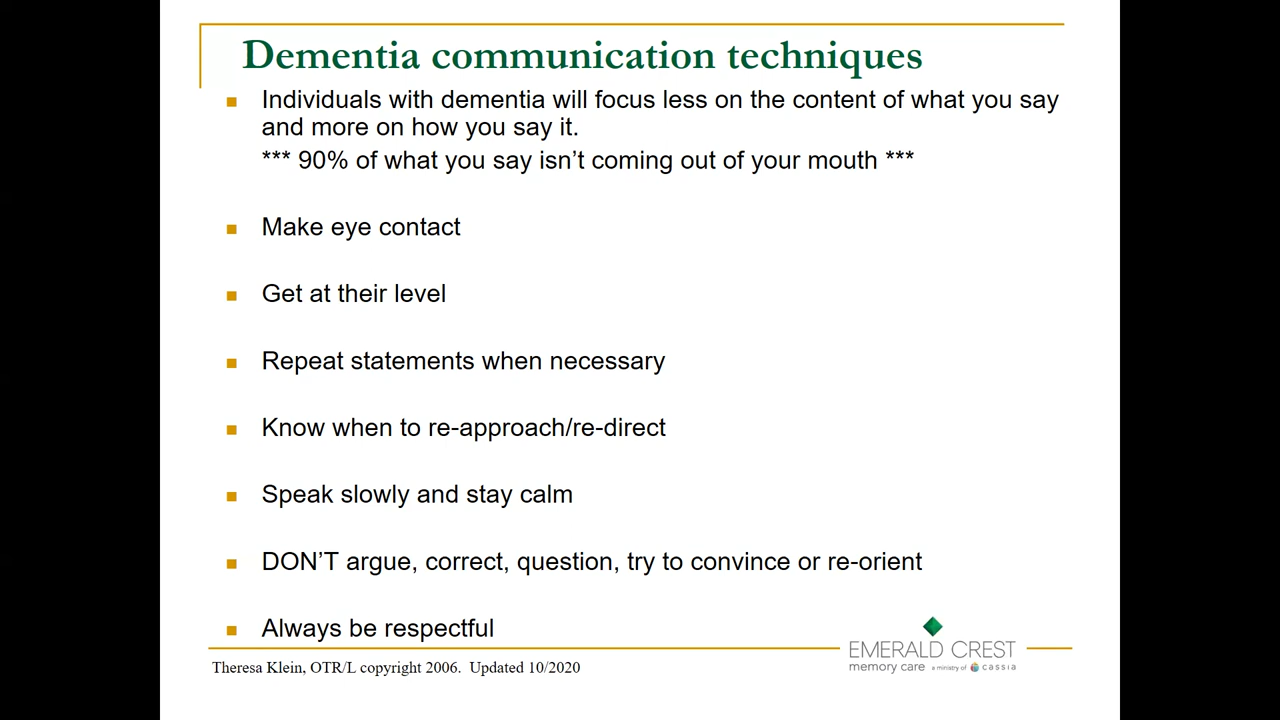 Dementia communication techniques
Individuals with dementia will focus less on the content of what you say
and more on how you say it.
*** 90% of what you say isn’t coming out of your mouth ***
Make eye contact
Get at their level
Repeat statements when necessary
Know when to re-approach/re-direct
Speak slowly and stay calm
DON’T argue, correct, question, try to convince or re-orient
Always be respectful
Theresa Klein, OTR/L copyright 2006. Updated 10/2020
EMERALD CREST
memory care a ministry of cassia